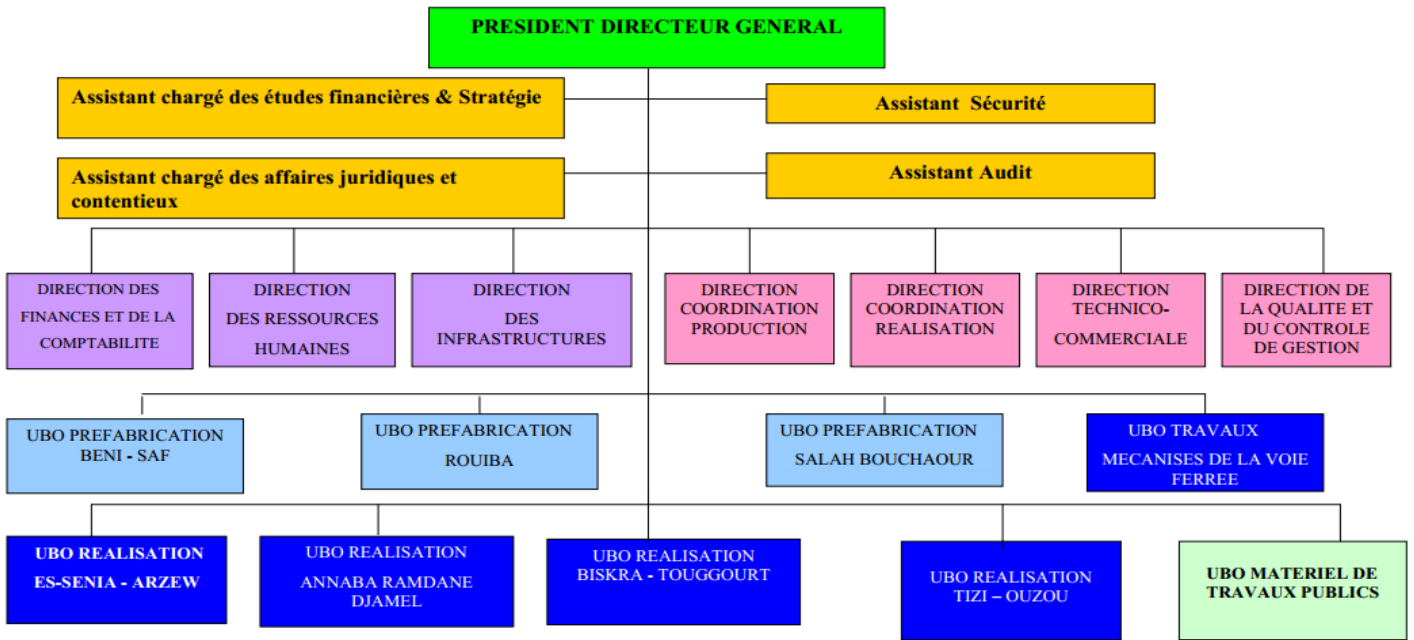 PRESIDENT DIRECTEUR GENERAL
Assistant chargé des études financières & Stratégie
Assistant Sécurité
Assistant chargé des affaires juridiques et
contentieux
Assistant Audit
DIRECTION DES
FINANCES ET DE LA
COMPTABILITE
DIRECTION
DES RESSOURCES
HUMAINES
DIRECTION
DES
INFRASTRUCTURES
DIRECTION
COORDINATION
PRODUCTION
DIRECTION
COORDINATION
REALISATION
DIRECTION
TECHNICO-
COMMERCIALE
DIRECTION DE
LA QUALITE ET
DU CONTROLE
DE GESTION
UBO PREFABRICATION
BENI - SAF
UBO PREFABRICATION
ROUIBA
UBO PREFABRICATION
SALAH BOUCHAOUR
UBO TRAVAUX
MECANISES DE LA VOIE
FERREE
UBO REALISATION
ES-SENIA - ARZEW
UBO REALISATION
ANNABA RAMDANE
DJAMEL
UBO REALISATION
BISKRA - TOUGGOURT
UBO REALISATION
TIZI – OUZOU
UBO MATERIEL DE
TRAVAUX PUBLICS